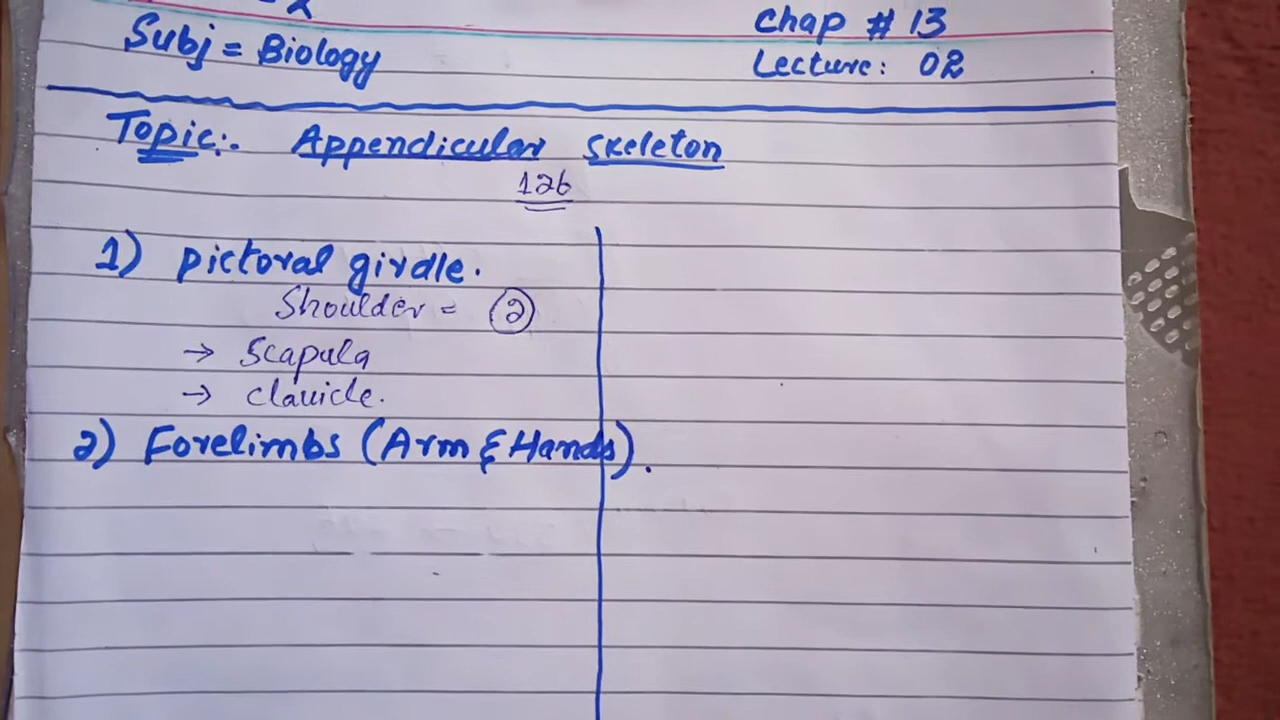 Subj = Biology
Chap # 13
Lecture: 02
Topic:. Appendicular skeleton
126
1) pictoral girdle.
Shoulder = 2
→ Scapula
→ clavicle.
2) Forelimbs (Arm & Hands).